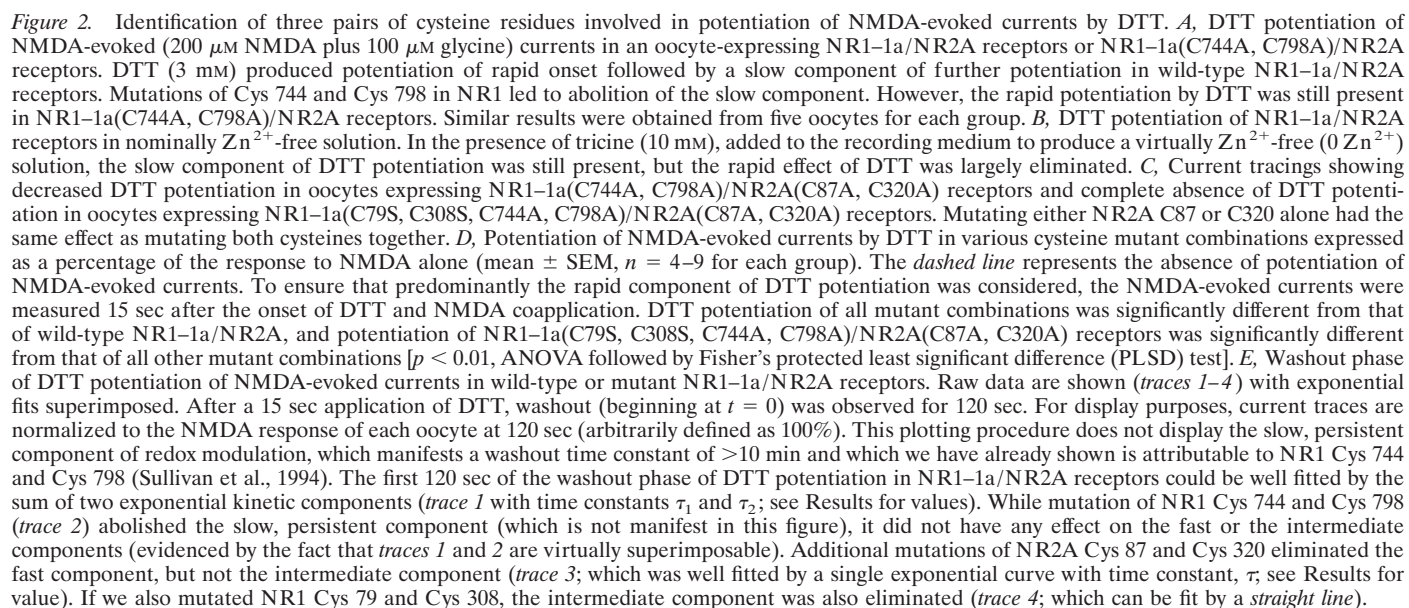 Figure 2. Identification of three pairs of cysteine residues involved in potentiation of NMDA-evoked currents by DTT. A, DTT potentiation of
NMDA-evoked (200 μM NMDA plus 100 μM glycine) currents in an oocyte-expressing NR1–1a/NR2A receptors or NR1–1a(C744A, C798A)/NR2A
receptors. DTT (3 mM) produced potentiation of rapid onset followed by a slow component of further potentiation in wild-type NR1–1a/NR2A
receptors. Mutations of Cys 744 and Cys 798 in NR1 led to abolition of the slow component. However, the rapid potentiation by DTT was still present
in NR1–1a(C744A, C798A)/NR2A receptors. Similar results were obtained from five oocytes for each group. B, DTT potentiation of NR1–1a/NR2A
receptors in nominally Zn²⁺-free solution. In the presence of tricine (10 mM), added to the recording medium to produce a virtually Zn²⁺-free (0 Zn²⁺)
solution, the slow component of DTT potentiation was still present, but the rapid effect of DTT was largely eliminated. C, Current tracings showing
decreased DTT potentiation in oocytes expressing NR1–1a(C744A, C798A)/NR2A(C87A, C320A) receptors and complete absence of DTT potenti-
ation in oocytes expressing NR1–1a(C79S, C308S, C744A, C798A)/NR2A(C87A, C320A) receptors. Mutating either NR2A C87 or C320 alone had the
same effect as mutating both cysteines together. D, Potentiation of NMDA-evoked currents by DTT in various cysteine mutant combinations expressed
as a percentage of the response to NMDA alone (mean ± SEM, n = 4–9 for each group). The dashed line represents the absence of potentiation of
NMDA-evoked currents. To ensure that predominantly the rapid component of DTT potentiation was considered, the NMDA-evoked currents were
measured 15 sec after the onset of DTT and NMDA coapplication. DTT potentiation of all mutant combinations was significantly different from that
of wild-type NR1–1a/NR2A, and potentiation of NR1–1a(C79S, C308S, C744A, C798A)/NR2A(C87A, C320A) receptors was significantly different
from that of all other mutant combinations [p < 0.01, ANOVA followed by Fisher's protected least significant difference (PLSD) test]. E, Washout phase
of DTT potentiation of NMDA-evoked currents in wild-type or mutant NR1–1a/NR2A receptors. Raw data are shown (traces 1–4) with exponential
fits superimposed. After a 15 sec application of DTT, washout (beginning at t = 0) was observed for 120 sec. For display purposes, current traces are
normalized to the NMDA response of each oocyte at 120 sec (arbitrarily defined as 100%). This plotting procedure does not display the slow, persistent
component of redox modulation, which manifests a washout time constant of >10 min and which we have already shown is attributable to NR1 Cys 744
and Cys 798 (Sullivan et al., 1994). The first 120 sec of the washout phase of DTT potentiation in NR1–1a/NR2A receptors could be well fitted by the
sum of two exponential kinetic components (trace 1 with time constants τ₁ and τ₂; see Results for values). While mutation of NR1 Cys 744 and Cys 798
(trace 2) abolished the slow, persistent component (which is not manifest in this figure), it did not have any effect on the fast or the intermediate
components (evidenced by the fact that traces 1 and 2 are virtually superimposable). Additional mutations of NR2A Cys 87 and Cys 320 eliminated the
fast component, but not the intermediate component (trace 3; which was well fitted by a single exponential curve with time constant, τ; see Results for
value). If we also mutated NR1 Cys 79 and Cys 308, the intermediate component was also eliminated (trace 4; which can be fit by a straight line).